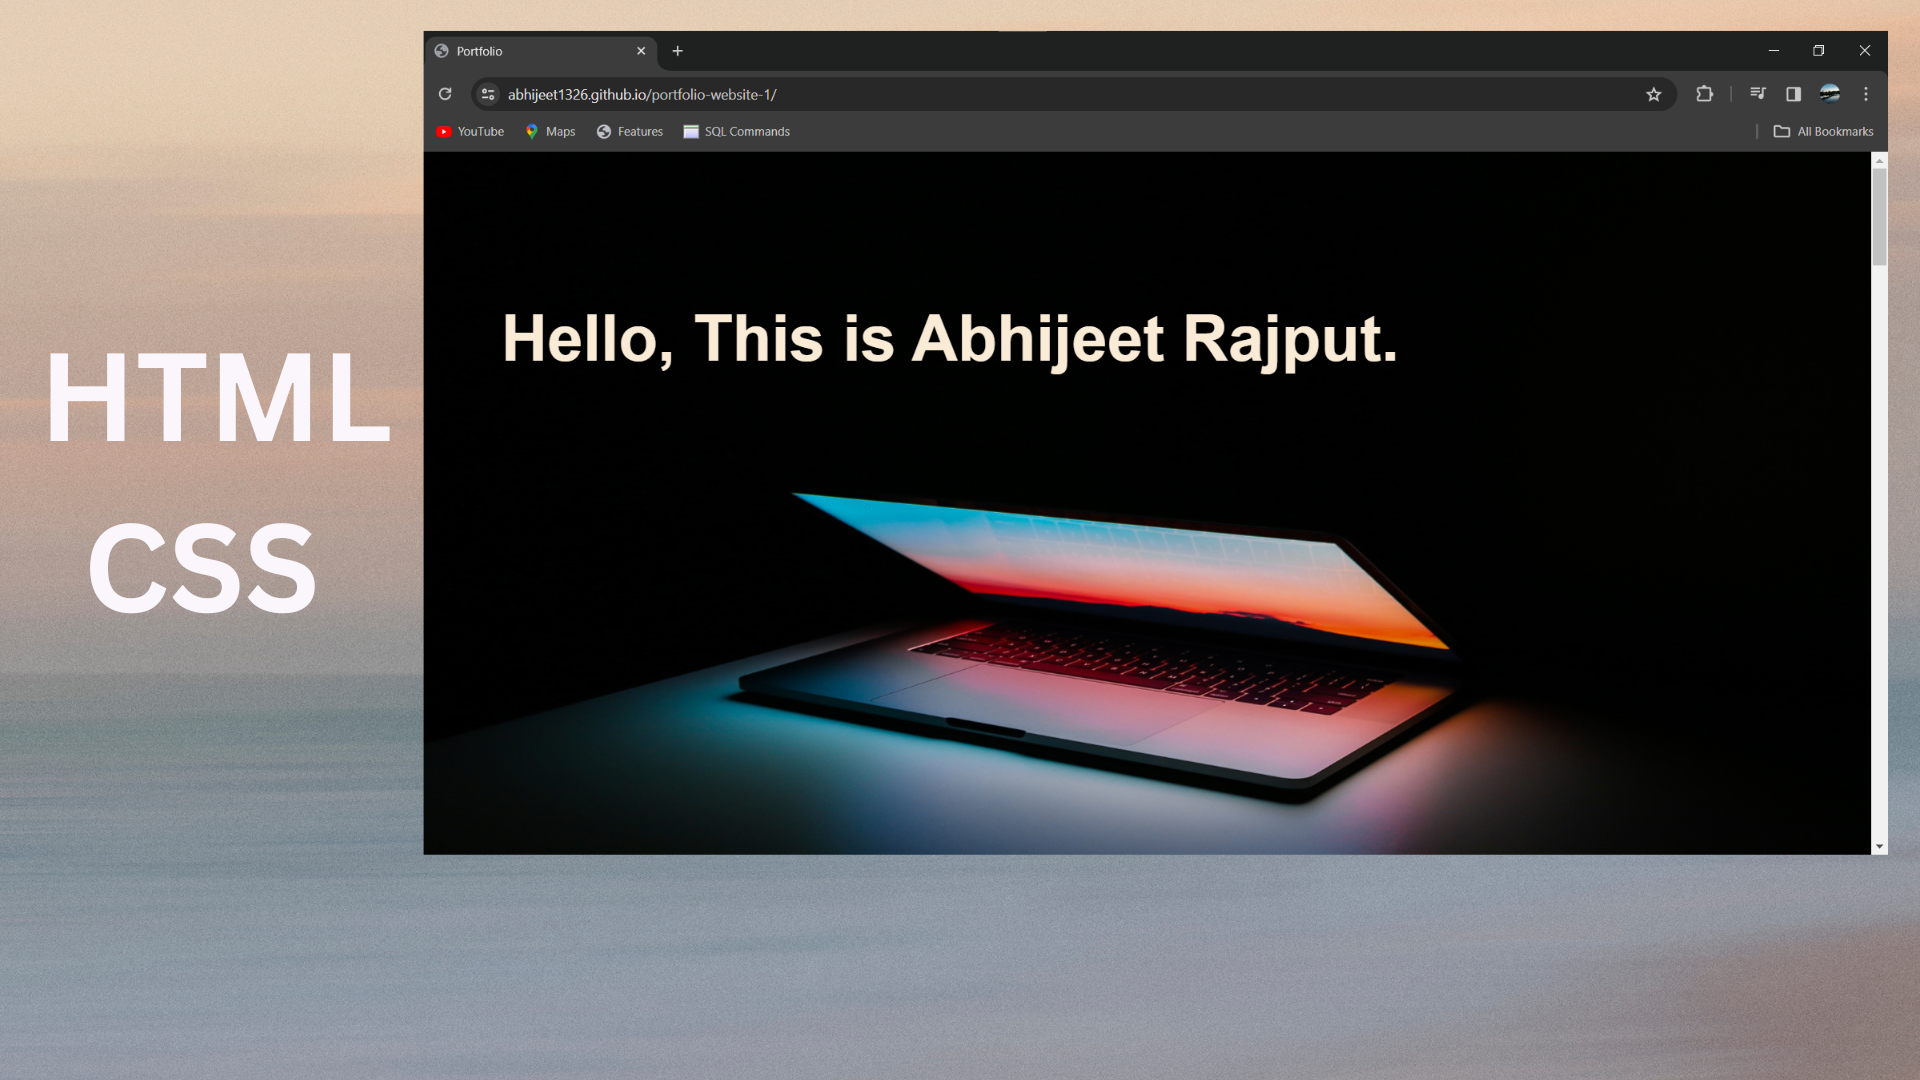 HTML
CSS
Portfolio
abhijeet1326.github.io/portfolio-website-1/
YouTube Maps Features SQL Commands All Bookmarks
Hello, This is Abhijeet Rajput.